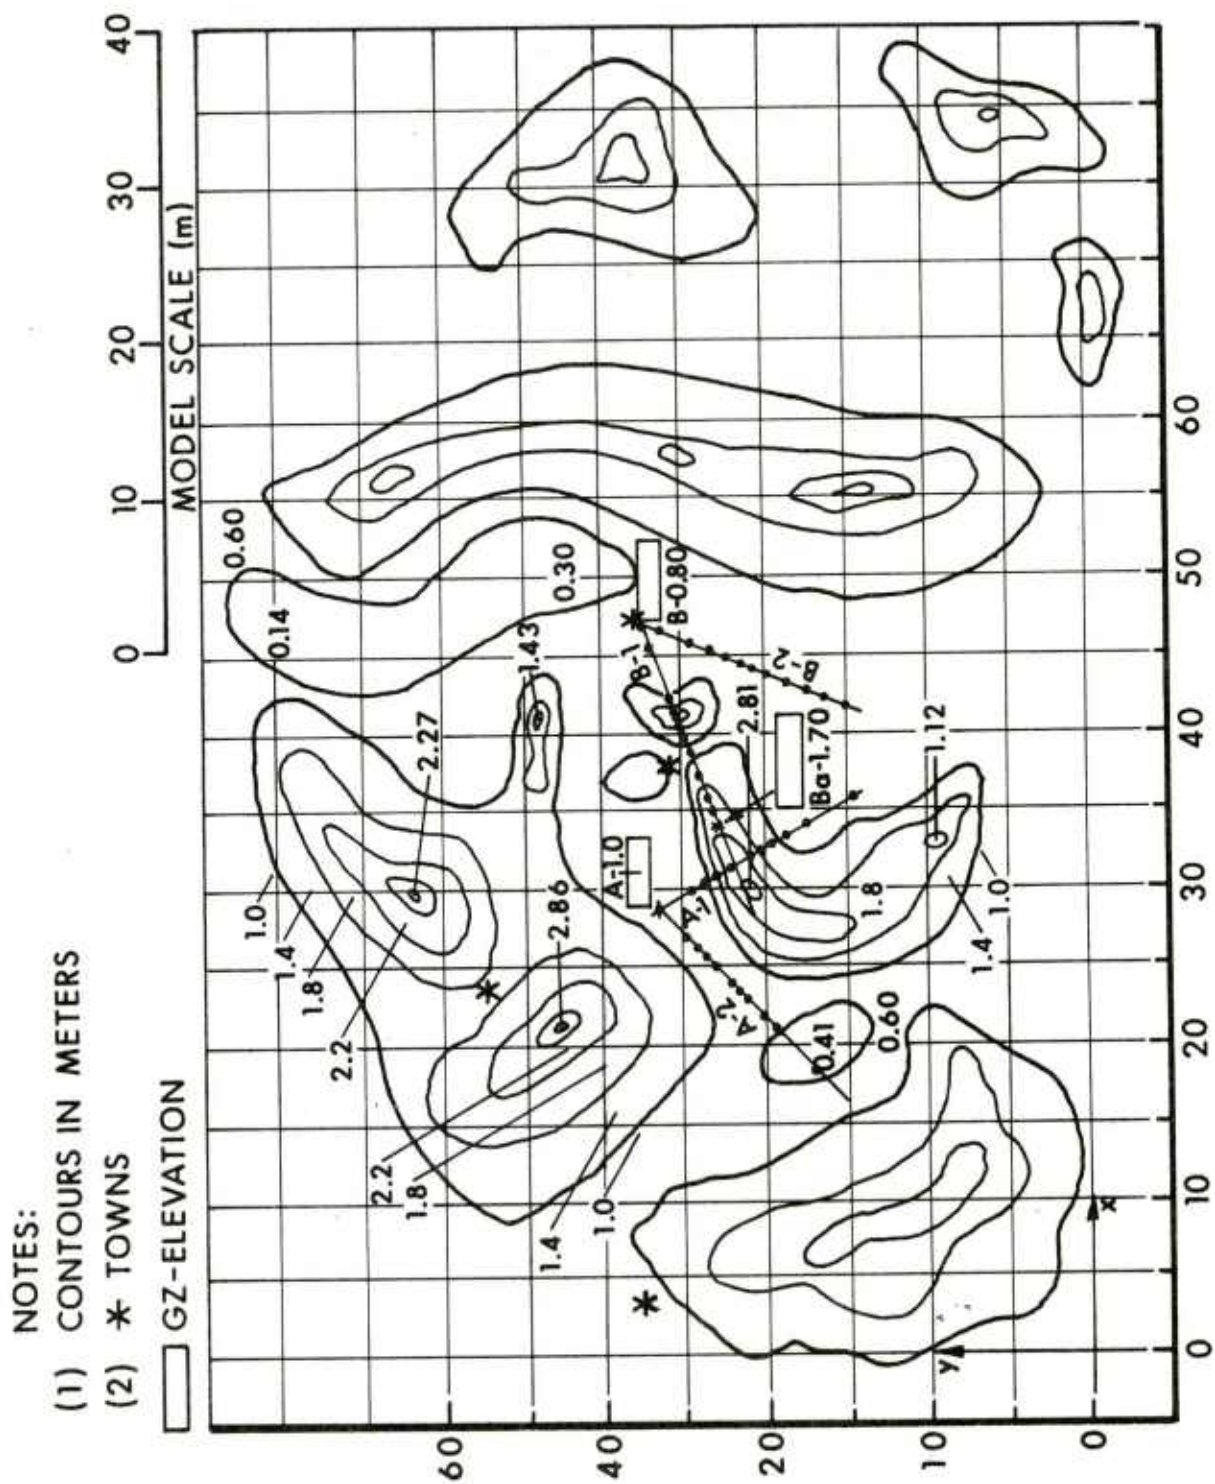 NOTES:
(1) CONTOURS IN METERS
(2) * TOWNS
GZ-ELEVATION
0 10 20 30 40
MODEL SCALE (m)
0.14
0.60
0.30
1.43
2.27
1.0
1.4
1.8
2.2
2.86
A-1.0
B-0.80
B-1
B-2
2.81
Ba-1.70
1.12
A-1
A-2
1.8
1.0
1.4
0.41
0.60
2.2
1.8
1.4
1.0
x
y
60
40
30
20
10
0
0 10 20 30 40 50 60